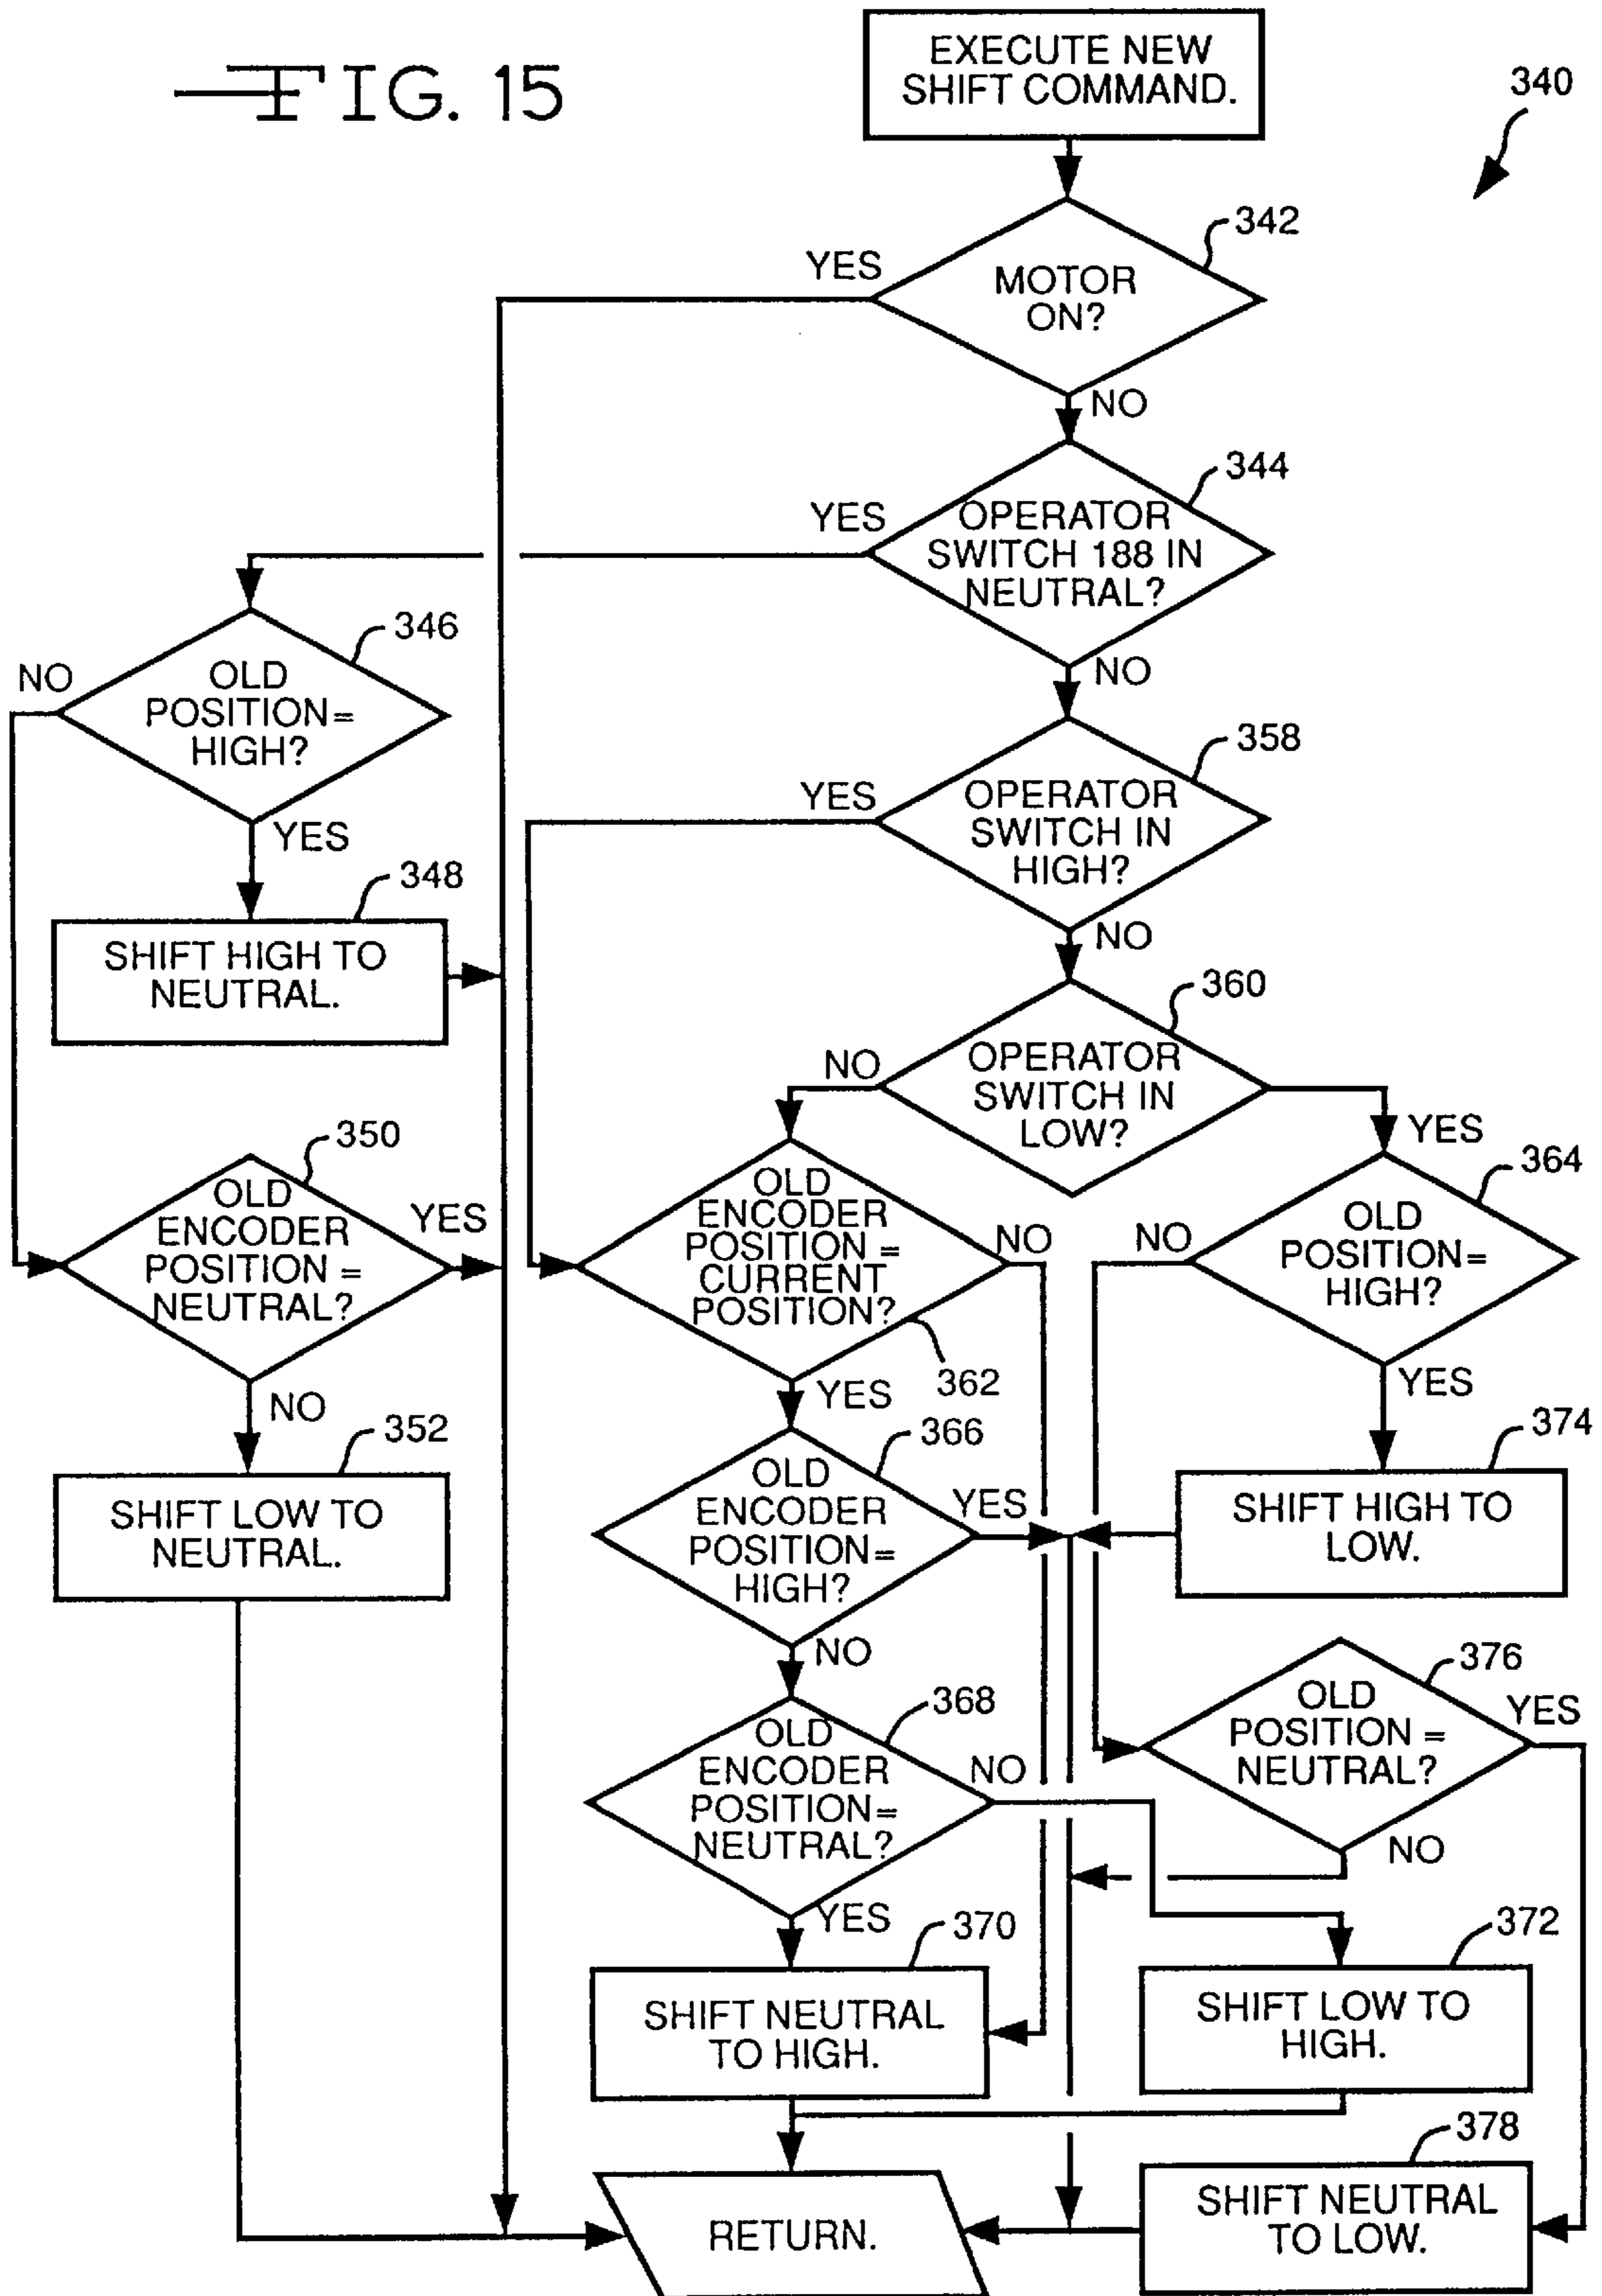 FIG. 15
EXECUTE NEW
SHIFT COMMAND.
340
342
YES
MOTOR
ON?
NO
344
YES
OPERATOR
SWITCH 188 IN
NEUTRAL?
NO
346
NO
OLD
POSITION=
HIGH?
YES
348
SHIFT HIGH TO
NEUTRAL.
358
YES
OPERATOR
SWITCH IN
HIGH?
NO
360
NO
OPERATOR
SWITCH IN
LOW?
YES
350
OLD
ENCODER
POSITION =
NEUTRAL?
YES
NO
352
SHIFT LOW TO
NEUTRAL.
OLD
ENCODER
POSITION =
CURRENT
POSITION?
NO
362
YES
364
NO
OLD
POSITION=
HIGH?
YES
366
OLD
ENCODER
POSITION=
HIGH?
YES
NO
374
SHIFT HIGH TO
LOW.
368
OLD
ENCODER
POSITION=
NEUTRAL?
NO
YES
376
OLD
POSITION =
NEUTRAL?
YES
NO
370
SHIFT NEUTRAL
TO HIGH.
372
SHIFT LOW TO
HIGH.
378
SHIFT NEUTRAL
TO LOW.
RETURN.